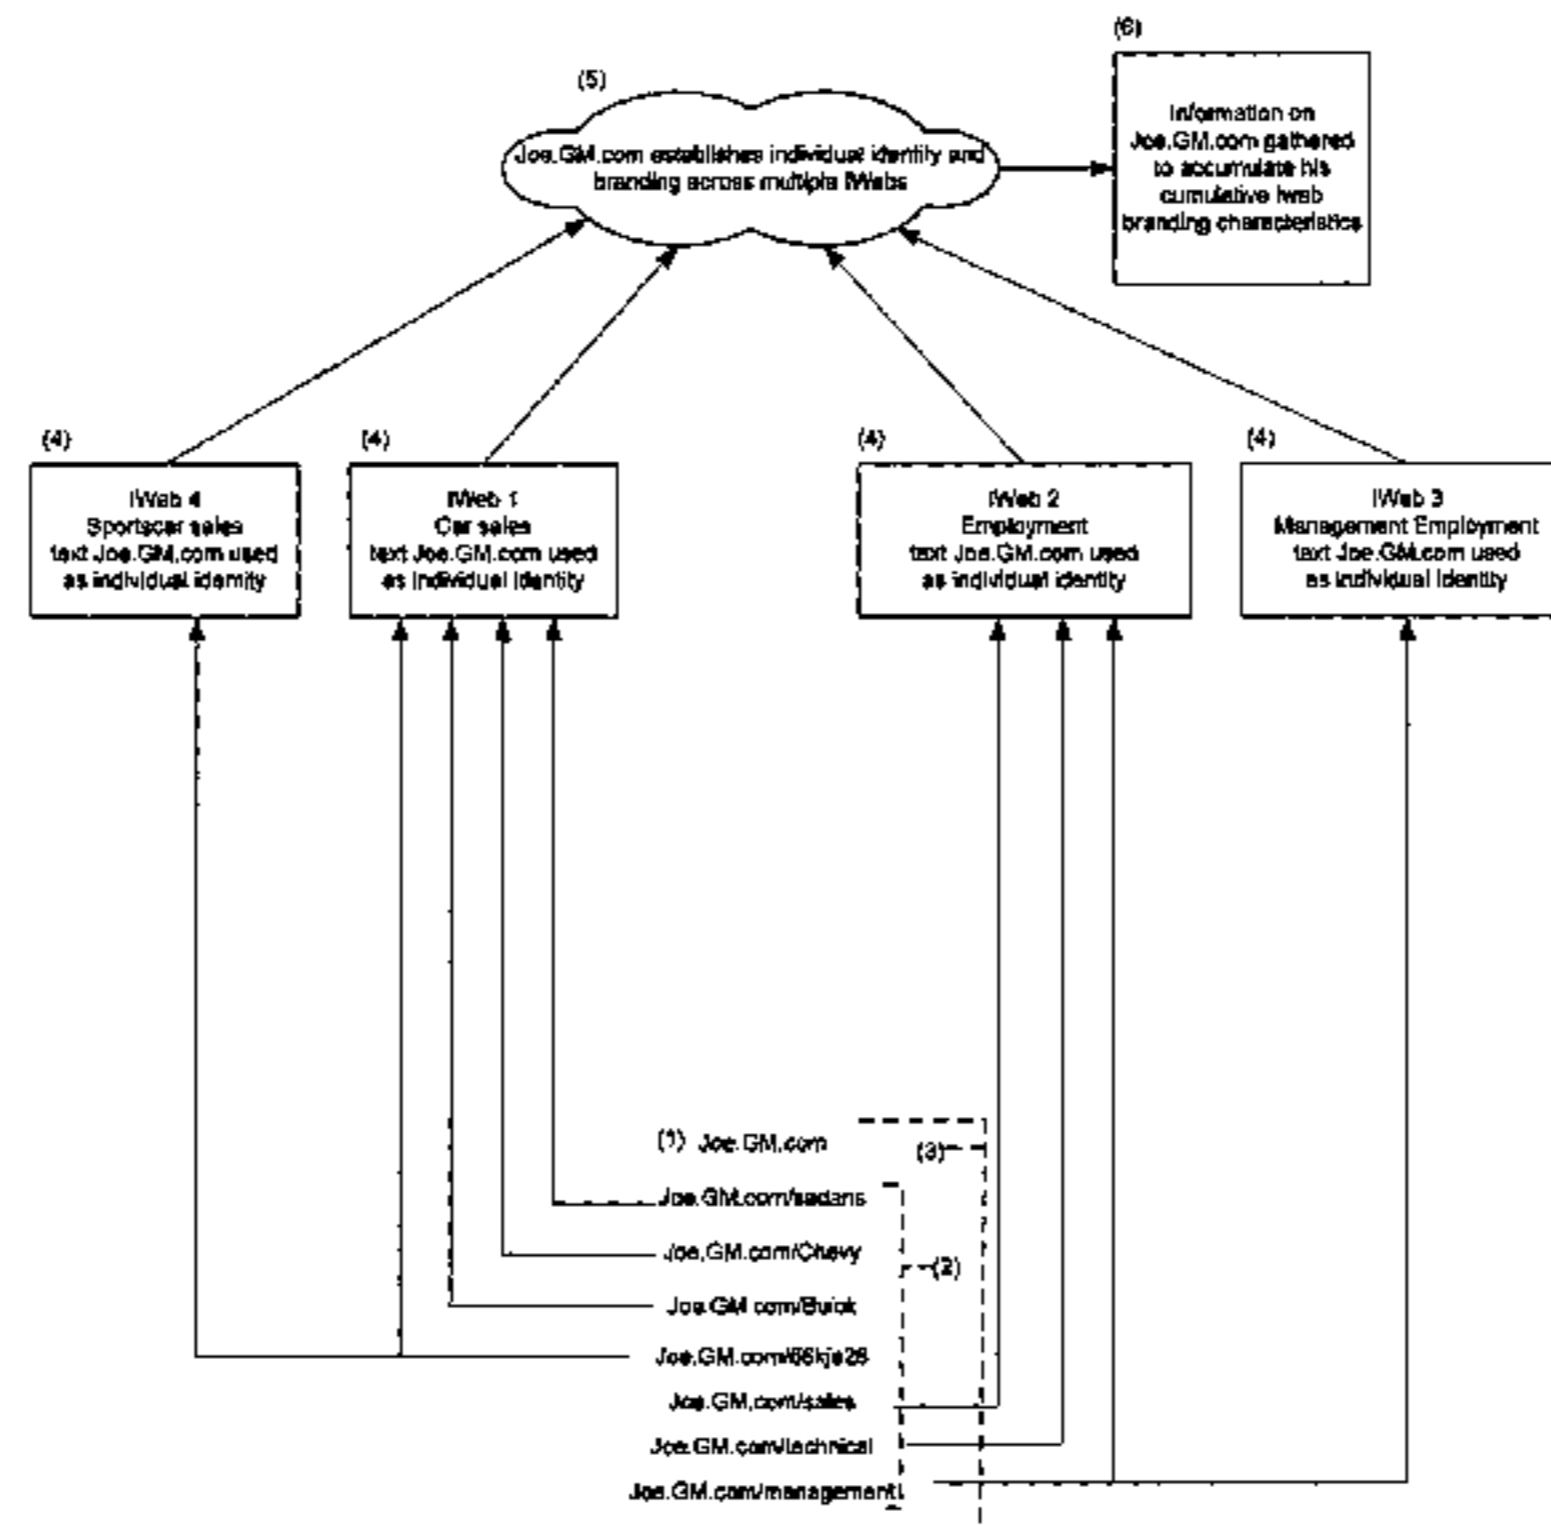 (6)
Information on
Joe.GM.com gathered
to accumulate his
cumulative Iweb
branding characteristics
(5)
Joe.GM.com establishes individual identity and
branding across multiple IWebs
(4)
IWeb 4
Sportscar sales
text Joe.GM.com used
as individual identity
(4)
IWeb 1
Car sales
text Joe.GM.com used
as individual identity
(4)
IWeb 2
Employment
text Joe.GM.com used
as individual identity
(4)
IWeb 3
Management Employment
text Joe.GM.com used
as individual identity
(1) Joe.GM.com
(3)
Joe.GM.com/sedans
Joe.GM.com/Chevy
(2)
Joe.GM.com/Buick
Joe.GM.com/sales
Joe.GM.com/technical
Joe.GM.com/management